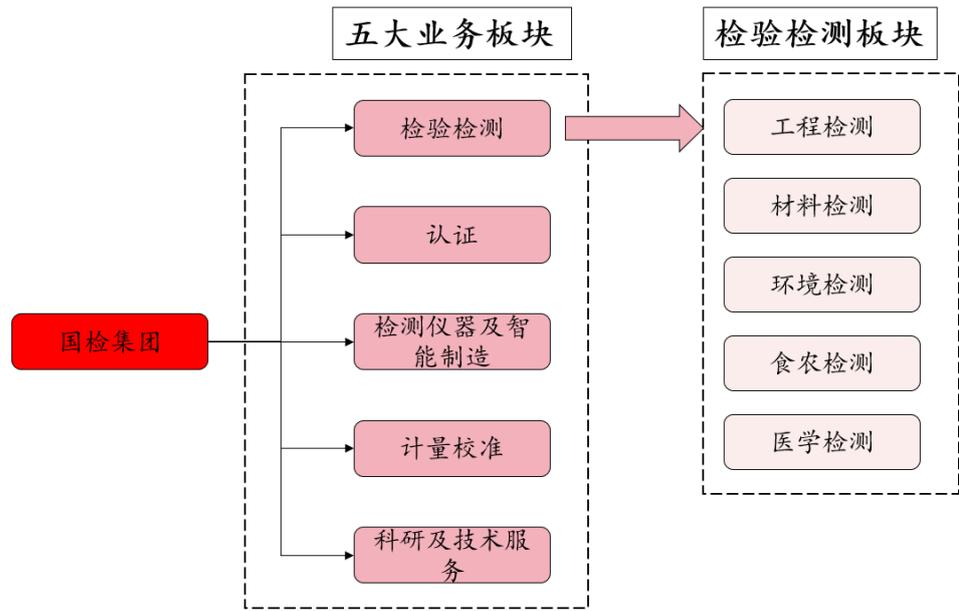 五大业务板块
检验检测板块
国检集团
检验检测
认证
检测仪器及智
能制造
计量校准
科研及技术服
务
工程检测
材料检测
环境检测
食农检测
医学检测